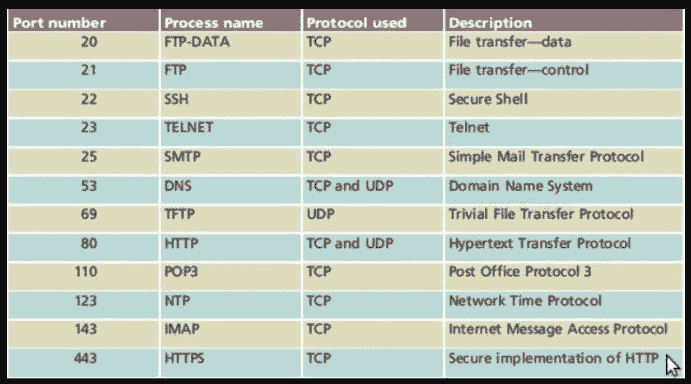 Port number Process name Protocol used Description
20 FTP-DATA TCP File transfer—data
21 FTP TCP File transfer—control
22 SSH TCP Secure Shell
23 TELNET TCP Telnet
25 SMTP TCP Simple Mail Transfer Protocol
53 DNS TCP and UDP Domain Name System
69 TFTP UDP Trivial File Transfer Protocol
80 HTTP TCP and UDP Hypertext Transfer Protocol
110 POP3 TCP Post Office Protocol 3
123 NTP TCP Network Time Protocol
143 IMAP TCP Internet Message Access Protocol
443 HTTPS TCP Secure implementation of HTTP